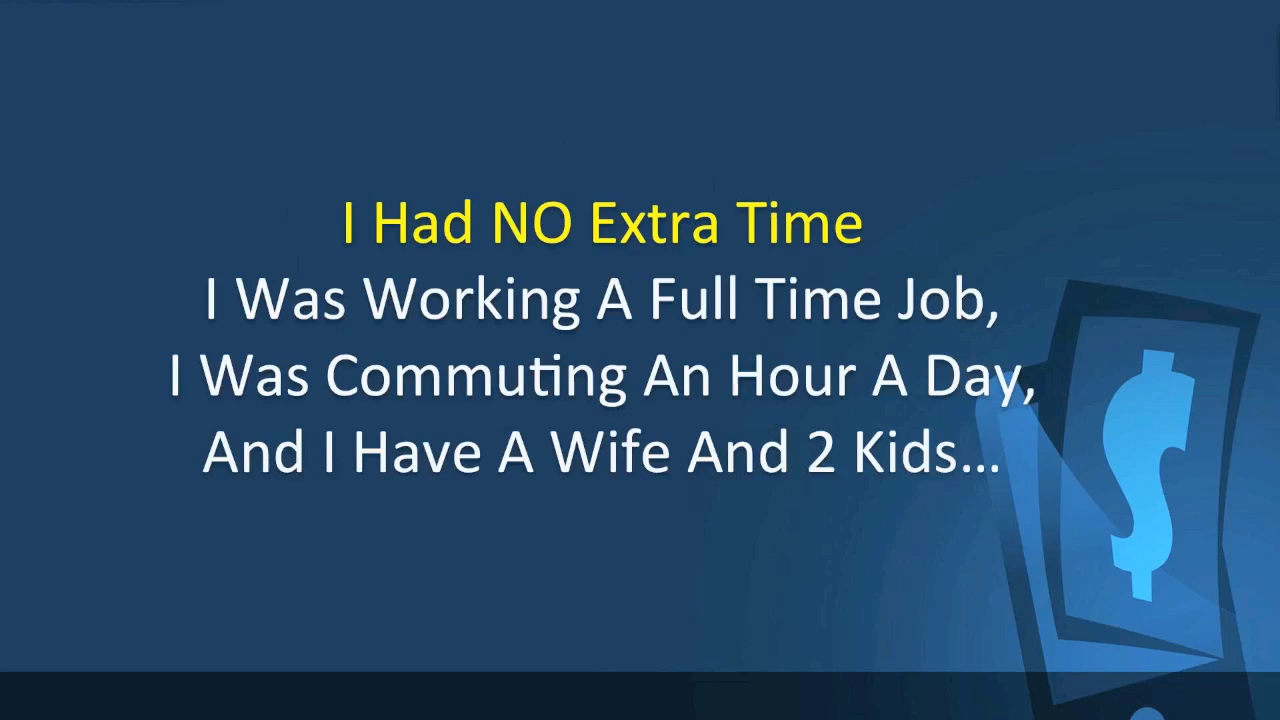 I Had NO Extra Time
I Was Working A Full Time Job,
I Was Commuting An Hour A Day,
And I Have A Wife And 2 Kids...